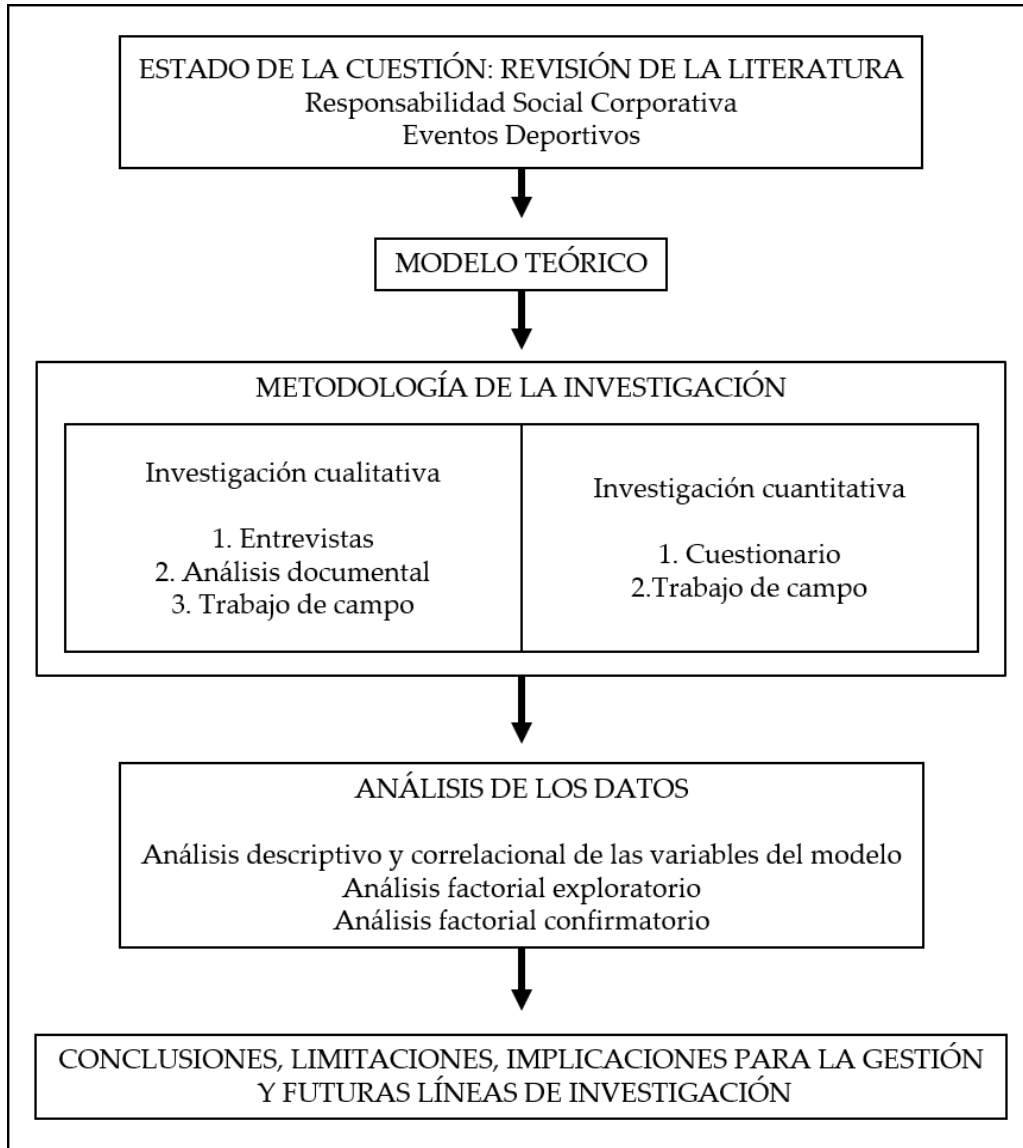 ESTADO DE LA CUESTIÓN: REVISIÓN DE LA LITERATURA
Responsabilidad Social Corporativa
Eventos Deportivos
MODELO TEÓRICO
METODOLOGÍA DE LA INVESTIGACIÓN
Investigación cualitativa
1. Entrevistas
2. Análisis documental
3. Trabajo de campo
Investigación cuantitativa
1. Cuestionario
2.Trabajo de campo
ANÁLISIS DE LOS DATOS
Análisis descriptivo y correlacional de las variables del modelo
Análisis factorial exploratorio
Análisis factorial confirmatorio
CONCLUSIONES, LIMITACIONES, IMPLICACIONES PARA LA GESTIÓN
Y FUTURAS LÍNEAS DE INVESTIGACIÓN